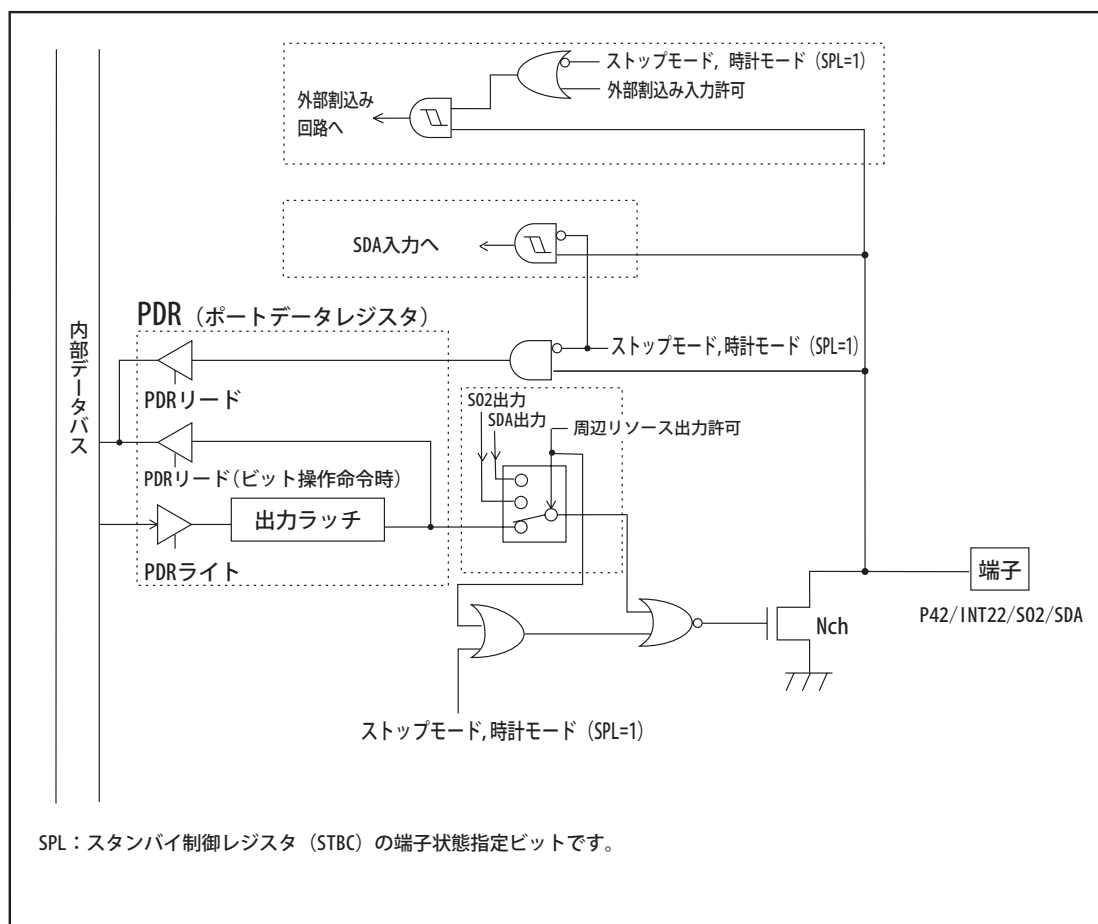 ストップモード, 時計モード（SPL=1）
外部割込み入力許可
外部割込み
回路へ
SDA入力へ
PDR（ポートデータレジスタ）
内部データバス
ストップモード, 時計モード（SPL=1）
PDRリード
SO2出力
SDA出力
周辺リソース出力許可
PDRリード（ビット操作命令時）
出力ラッチ
PDRライト
端子
P42/INT22/SO2/SDA
Nch
ストップモード, 時計モード（SPL=1）
SPL：スタンバイ制御レジスタ（STBC）の端子状態指定ビットです。